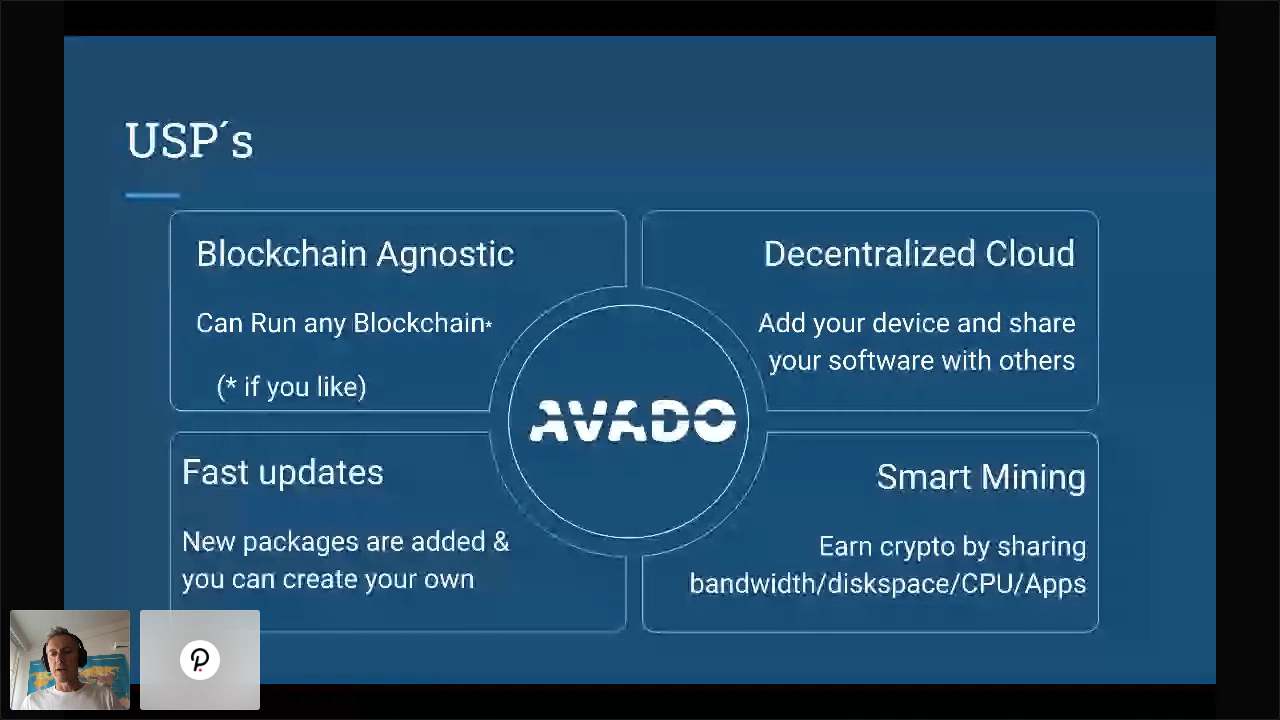 USP´s
Blockchain Agnostic
Can Run any Blockchain*
(* if you like)
Decentralized Cloud
Add your device and share
your software with others
AVADO
Fast updates
New packages are added &
you can create your own
Smart Mining
Earn crypto by sharing
bandwidth/diskspace/CPU/Apps